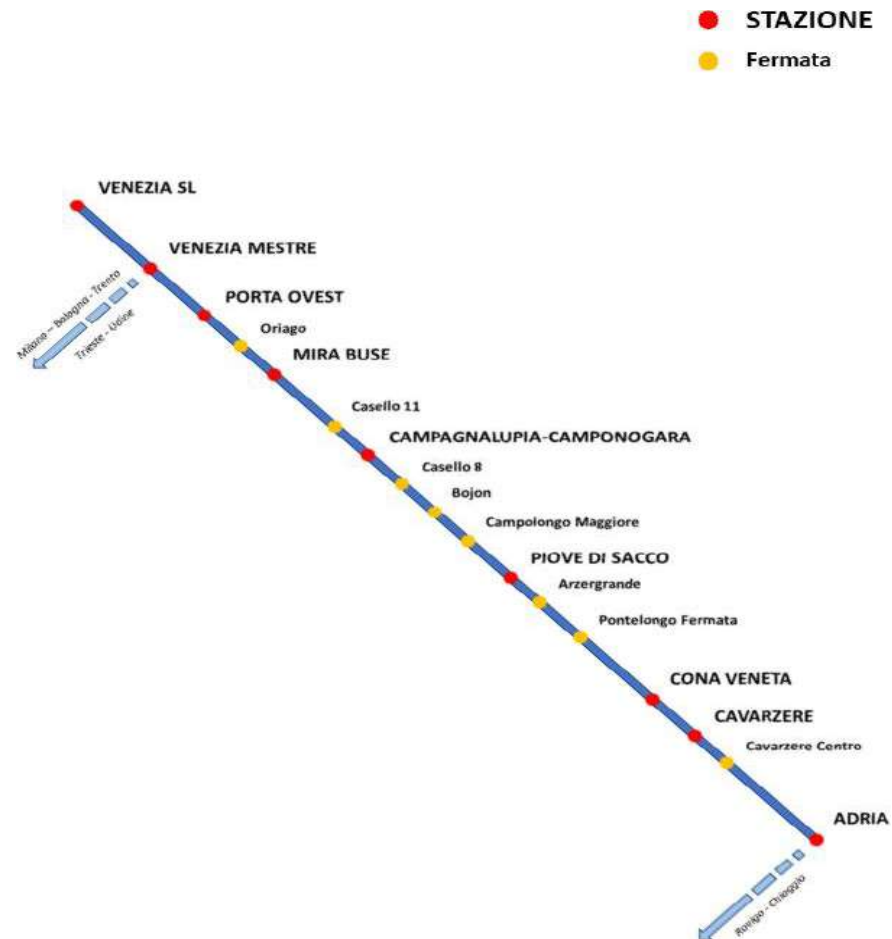 STAZIONE
Fermata
VENEZIA SL
VENEZIA MESTRE
Milano – Bologna - Trento
Trieste - Udine
PORTA OVEST
Oriago
MIRA BUSE
Casello 11
CAMPAGNALUPIA-CAMPONOGARA
Casello 8
Bojon
Campolongo Maggiore
PIOVE DI SACCO
Arzergrande
Pontelongo Fermata
CONA VENETA
CAVARZERE
Cavarzere Centro
ADRIA
Rovigo - Chioggia